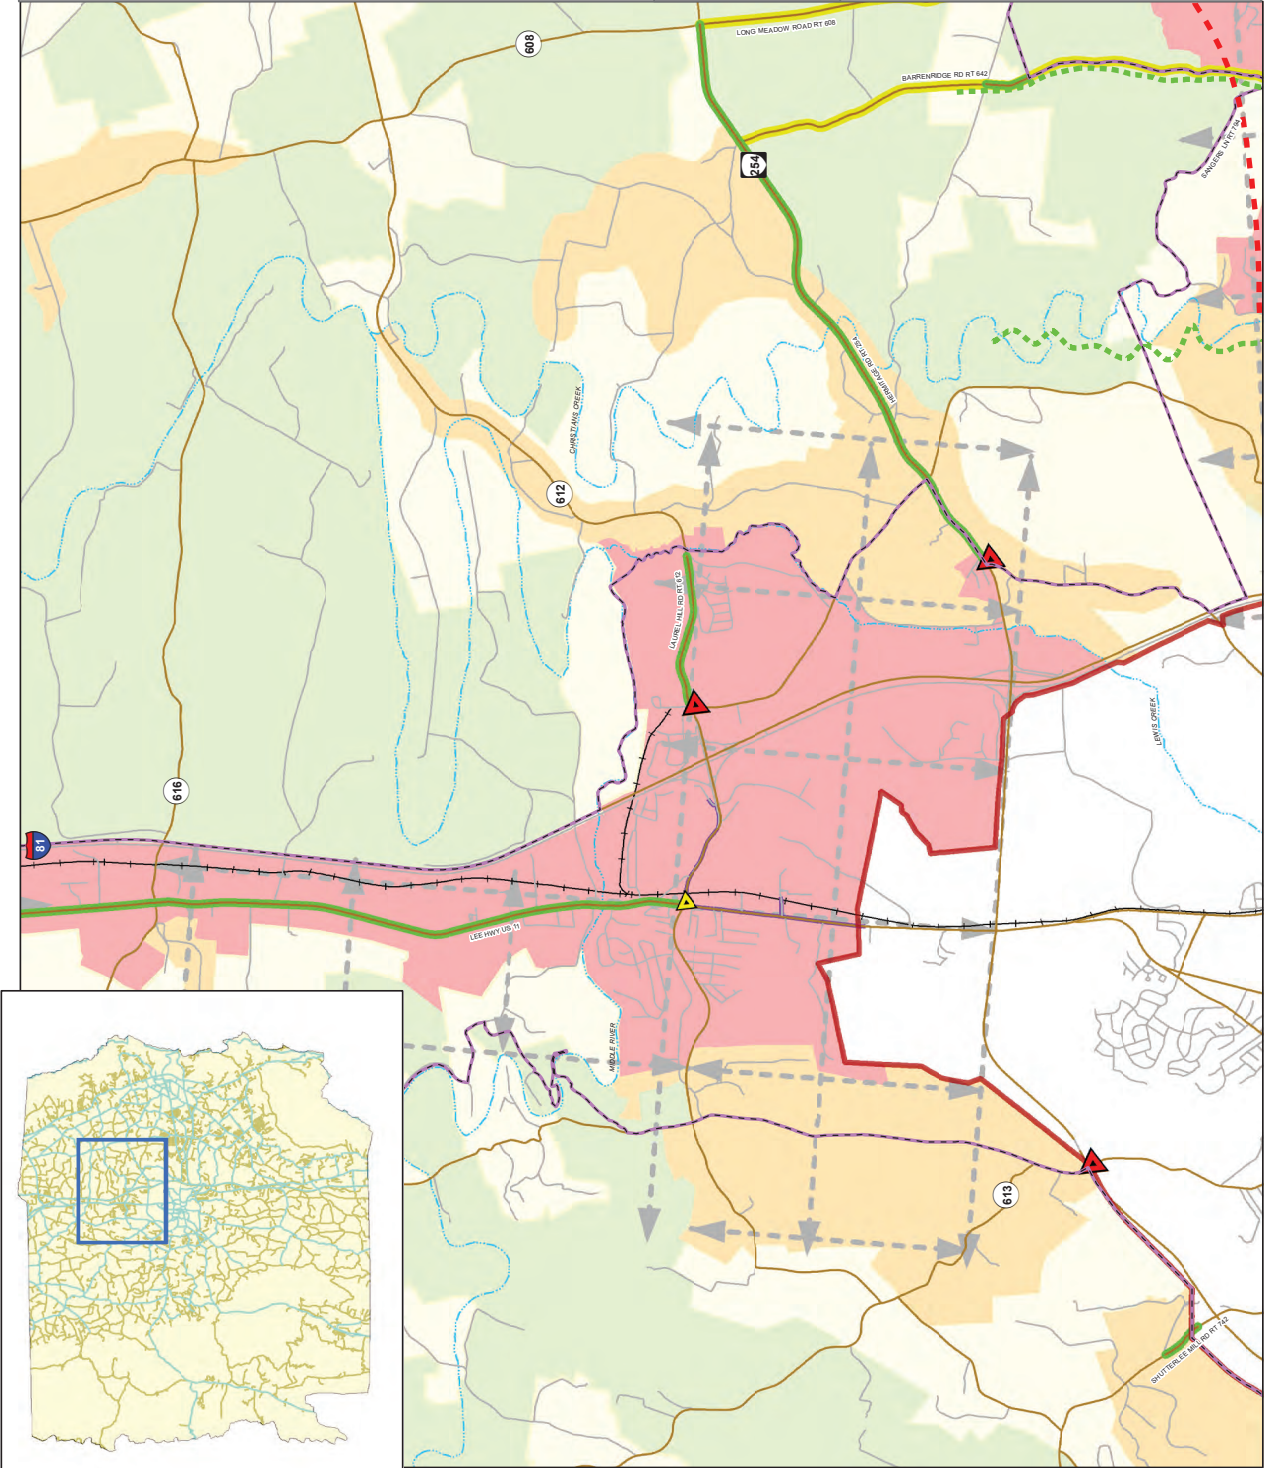 LONG MEADOW ROAD RT 608
608
BARRENRIDGE RD RT 642
254
SANGERS LN RT 794
HERMITAGE RD RT 254
CHRISTIANS CREEK
612
LAUREL HILL RD RT 612
LEWIS CREEK
616
81
LEE HWY US 11
MIDDLE RIVER
613
SHUTTERLEE MILL RD RT 742